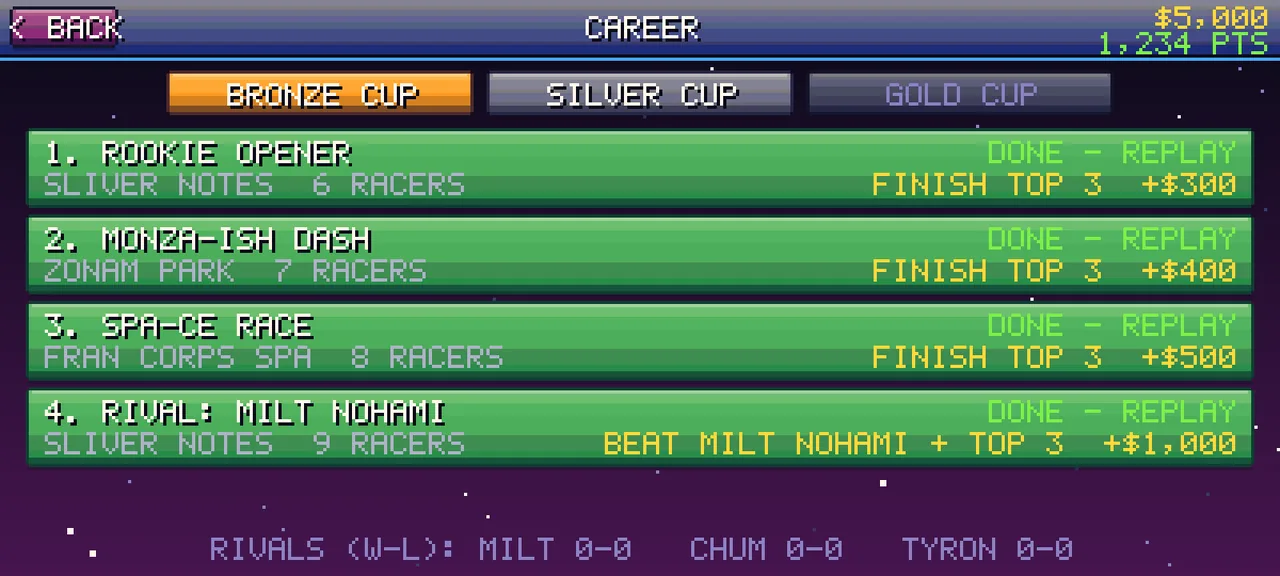 < BACK
CAREER
$5,000
1,234 PTS
BRONZE CUP SILVER CUP GOLD CUP
1. ROOKIE OPENER DONE - REPLAY
SLIVER NOTES 6 RACERS FINISH TOP 3 +$300
2. MONZA-ISH DASH DONE - REPLAY
ZONAM PARK 7 RACERS FINISH TOP 3 +$400
3. SPA-CE RACE DONE - REPLAY
FRAN CORPS SPA 8 RACERS FINISH TOP 3 +$500
4. RIVAL: MILT NOHAMI DONE - REPLAY
SLIVER NOTES 9 RACERS BEAT MILT NOHAMI + TOP 3 +$1,000
RIVALS (W-L): MILT 0-0 CHUM 0-0 TYRON 0-0